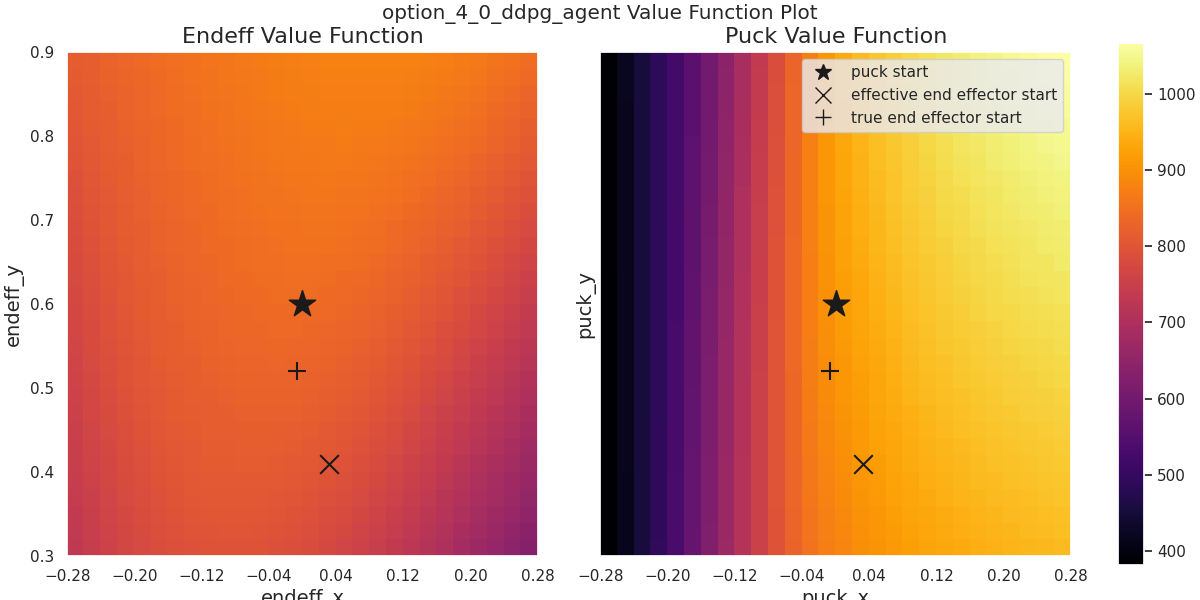 option_4_0_ddpg_agent Value Function Plot
Endeff Value Function
Puck Value Function
puck start
effective end effector start
true end effector start
endeff_y
0.9
0.8
0.7
0.6
0.5
0.4
0.3
−0.28 −0.20 −0.12 −0.04 0.04 0.12 0.20 0.28
endeff_x
puck_y
−0.28 −0.20 −0.12 −0.04 0.04 0.12 0.20 0.28
puck_x
1000
900
800
700
600
500
400